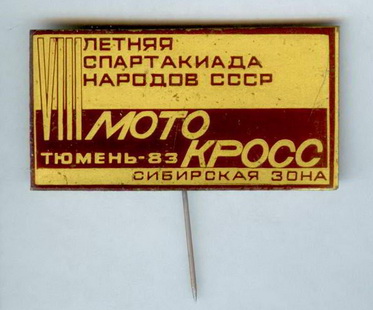 VIII ЛЕТНЯЯ
СПАРТАКИАДА
НАРОДОВ СССР
МОТО
ТЮМЕНЬ-83 КРОСС
СИБИРСКАЯ ЗОНА